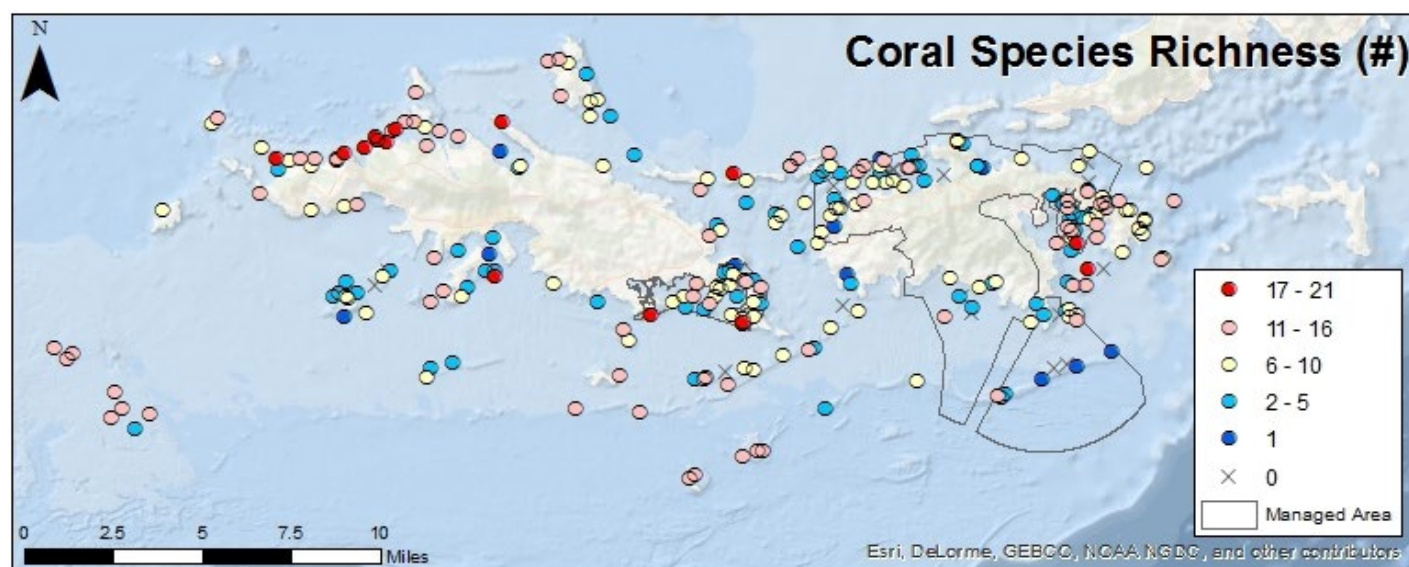 N
Coral Species Richness (#)
17 - 21
11 - 16
6 - 10
2 - 5
1
0
Managed Area
0 2.5 5 7.5 10
Miles
Esri, DeLorme, GEBCO, NOAA NGDC, and other contributors